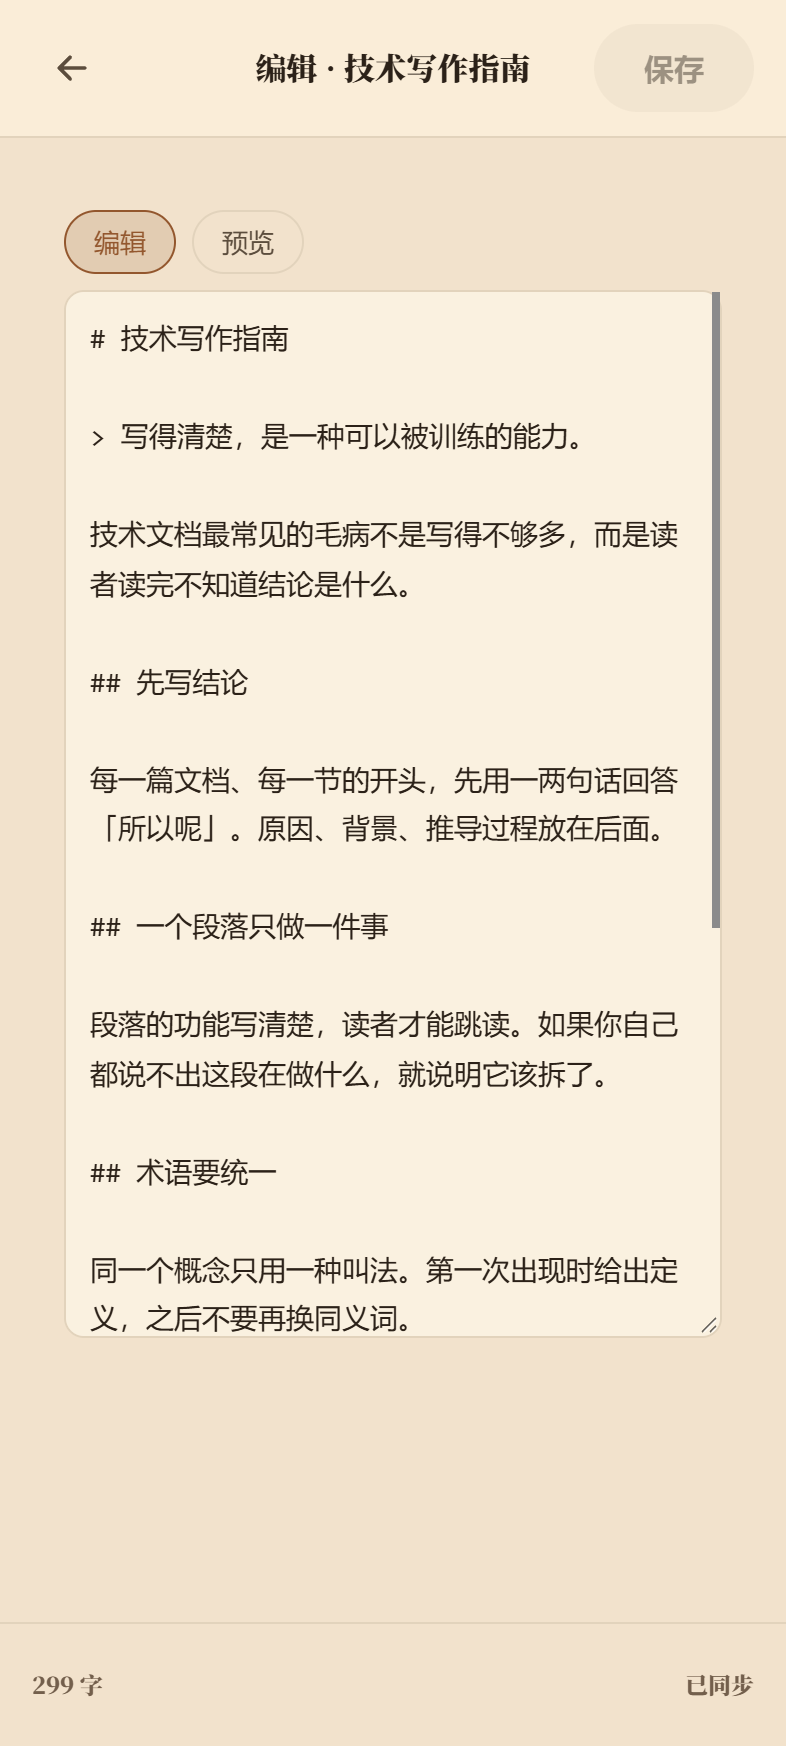 编辑 · 技术写作指南
保存
编辑
预览
# 技术写作指南
> 写得清楚，是一种可以被训练的能力。
技术文档最常见的毛病不是写得不够多，而是读
者读完不知道结论是什么。
## 先写结论
每一篇文档、每一节的开头，先用一两句话回答
「所以呢」。原因、背景、推导过程放在后面。
## 一个段落只做一件事
段落的功能写清楚，读者才能跳读。如果你自己
都说不出这段在做什么，就说明它该拆了。
## 术语要统一
同一个概念只用一种叫法。第一次出现时给出定
义，之后不要再换同义词。
299 字
已同步